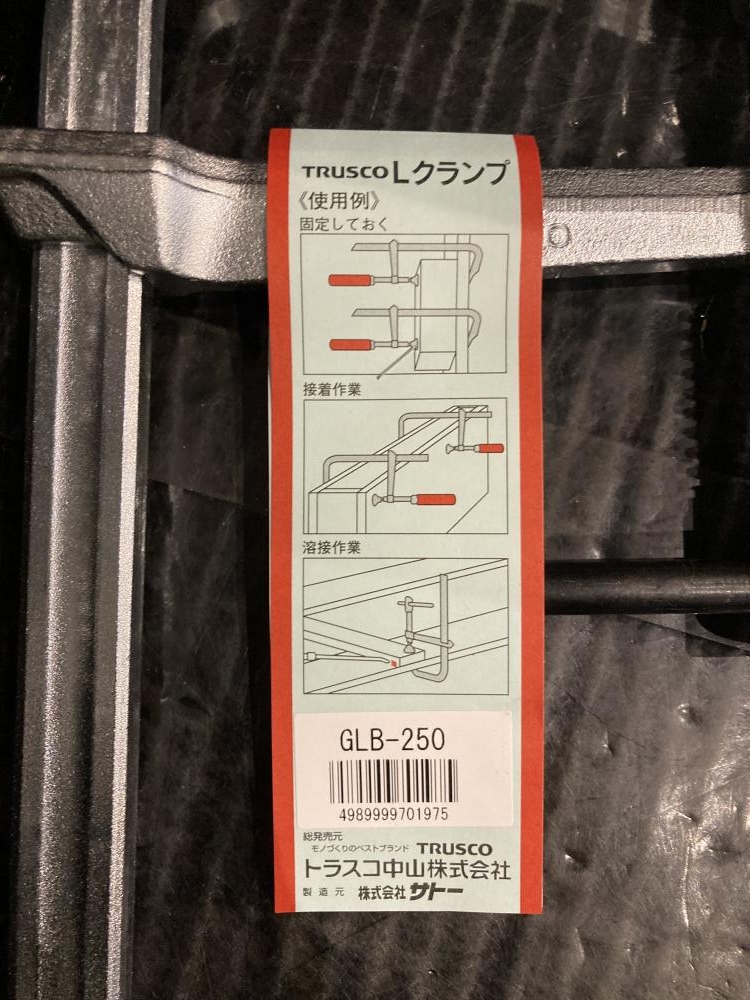 TRUSCO Lクランプ
《使用例》
固定しておく
接着作業
溶接作業
GLB-250
4989999701975
総発売元
モノづくりのベストブランド TRUSCO
トラスコ中山株式会社
製造元 株式会社サトー